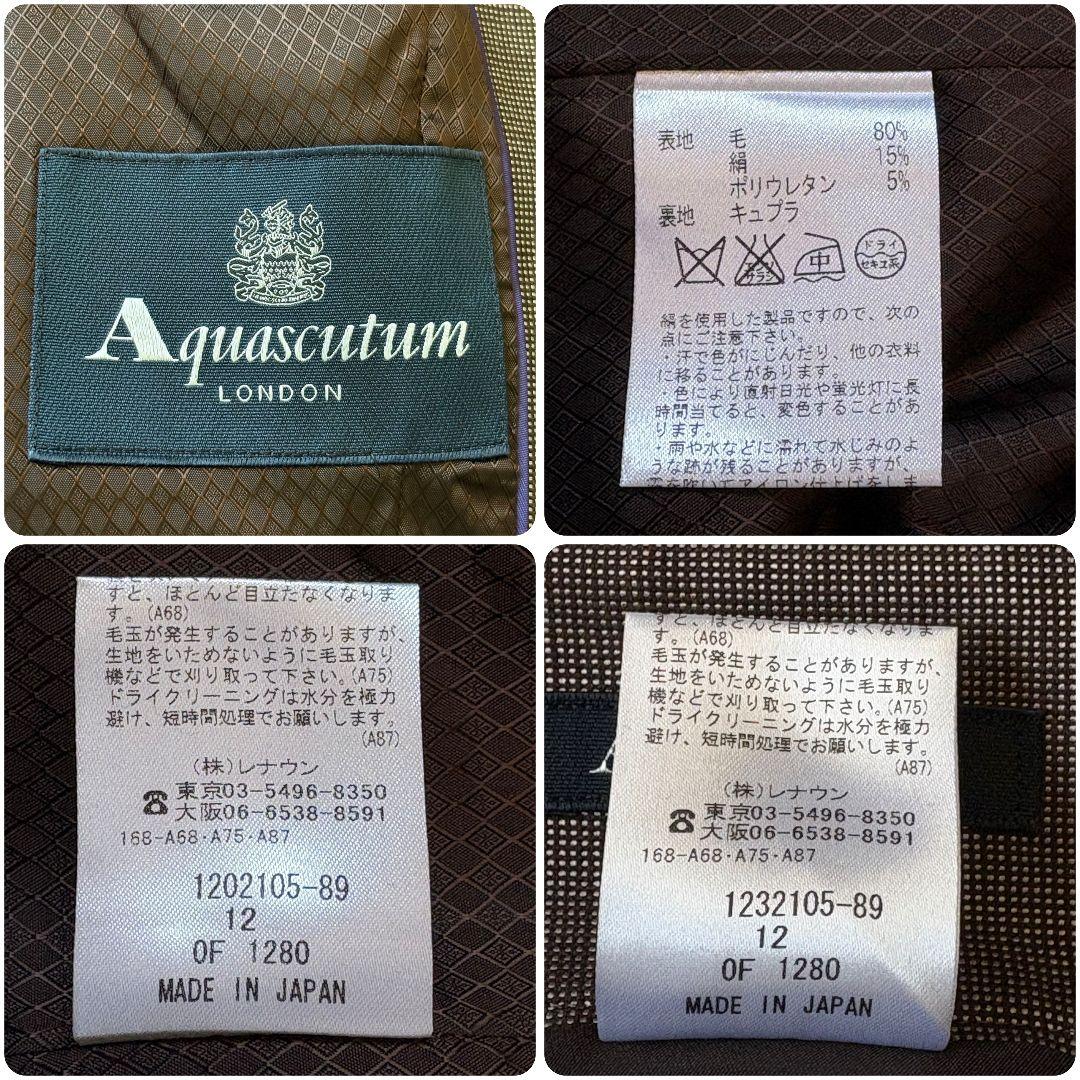 Aquascutum
LONDON
表地 毛 80%
絹 15%
ポリウレタン 5%
裏地 キュプラ
中
ドライ
セキユ系
絹を使用した製品ですので、次の
点にご注意下さい。
・汗で色がにじんだり、他の衣料
に移ることがあります。
・色により直射日光や蛍光灯に長
時間当てると、変色することがあ
ります。
・雨や水などに濡れて水じみのよ
うな跡が残ることがありますが、
すと、ほとんど目立たなくなりま
す。(A68)
毛玉が発生することがありますが、
生地をいためないように毛玉取り
機などで刈り取って下さい。(A75)
ドライクリーニングは水分を極力
避け、短時間処理でお願いします。
(A87)
(株)レナウン
☎東京03-5496-8350
大阪06-6538-8591
168-A68・A75・A87
1202105-89
12
OF 1280
MADE IN JAPAN
すと、ほとんど目立たなくなりま
す。(A68)
毛玉が発生することがありますが、
生地をいためないように毛玉取り
機などで刈り取って下さい。(A75)
ドライクリーニングは水分を極力
避け、短時間処理でお願いします。
(A87)
(株)レナウン
☎東京03-5496-8350
大阪06-6538-8591
168-A68・A75・A87
1232105-89
12
OF 1280
MADE IN JAPAN